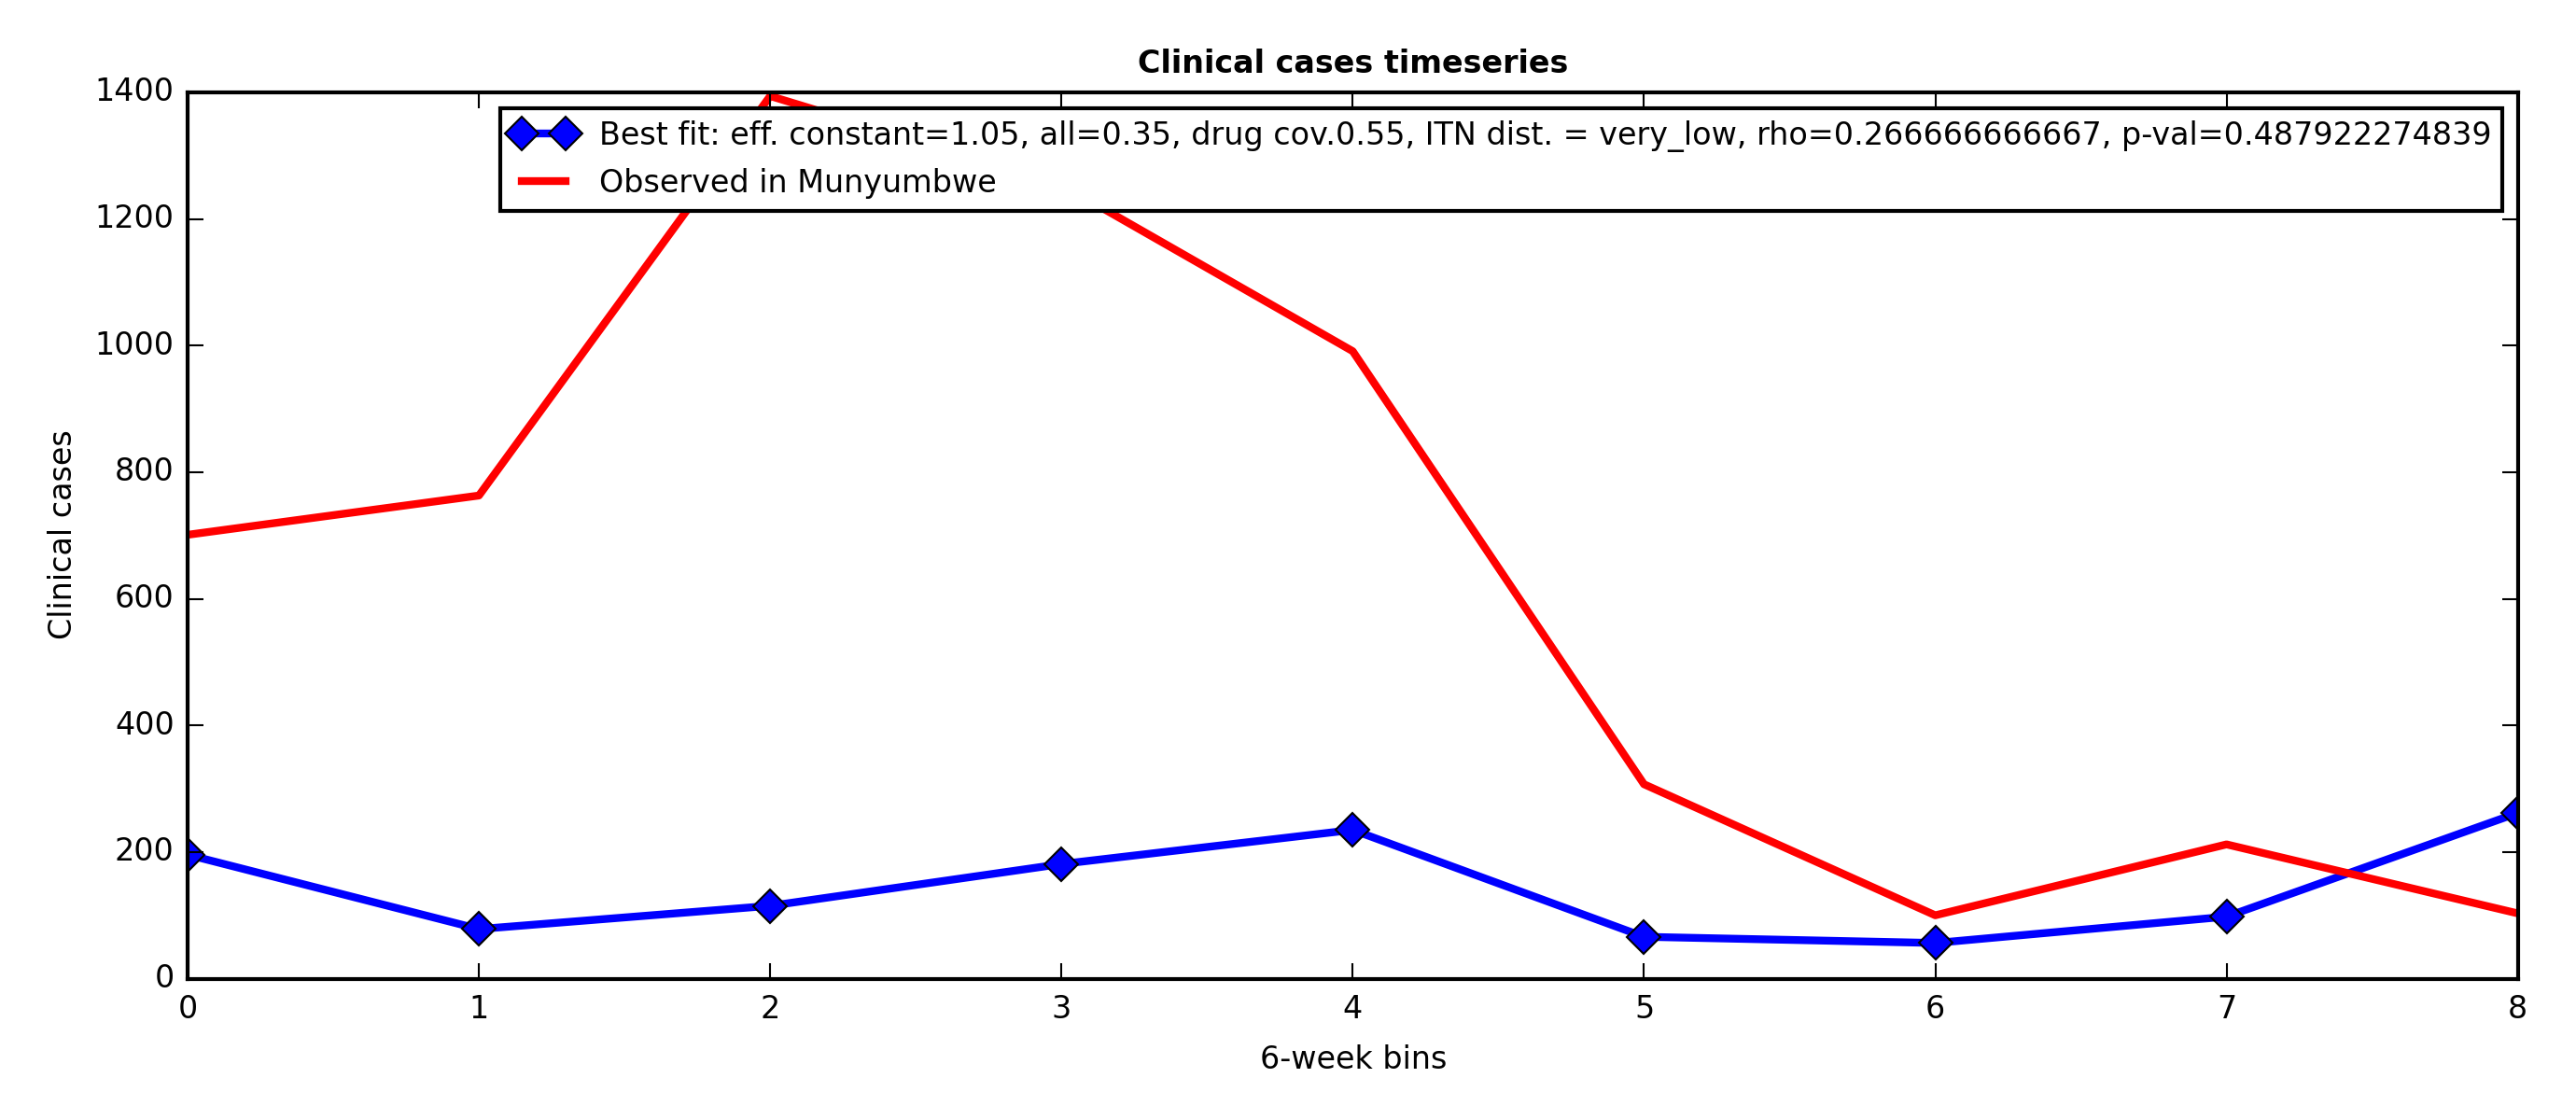 Clinical cases timeseries
1400
1200
1000
800
600
400
200
0
Clinical cases
Best fit: eff. constant=1.05, all=0.35, drug cov.0.55, ITN dist. = very_low, rho=0.266666666667, p-val=0.487922274839
Observed in Munyumbwe
0 1 2 3 4 5 6 7 8
6-week bins